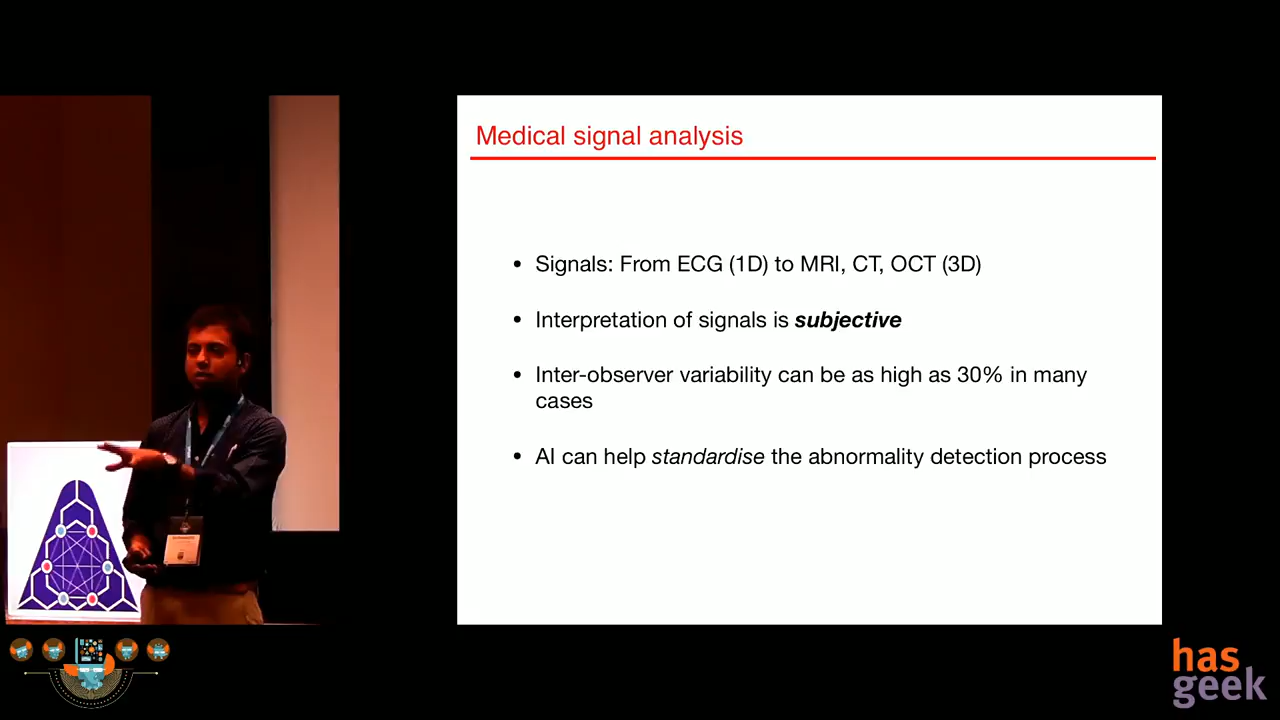 Medical signal analysis
• Signals: From ECG (1D) to MRI, CT, OCT (3D)
• Interpretation of signals is subjective
• Inter-observer variability can be as high as 30% in many
cases
• AI can help standardise the abnormality detection process
has
geek